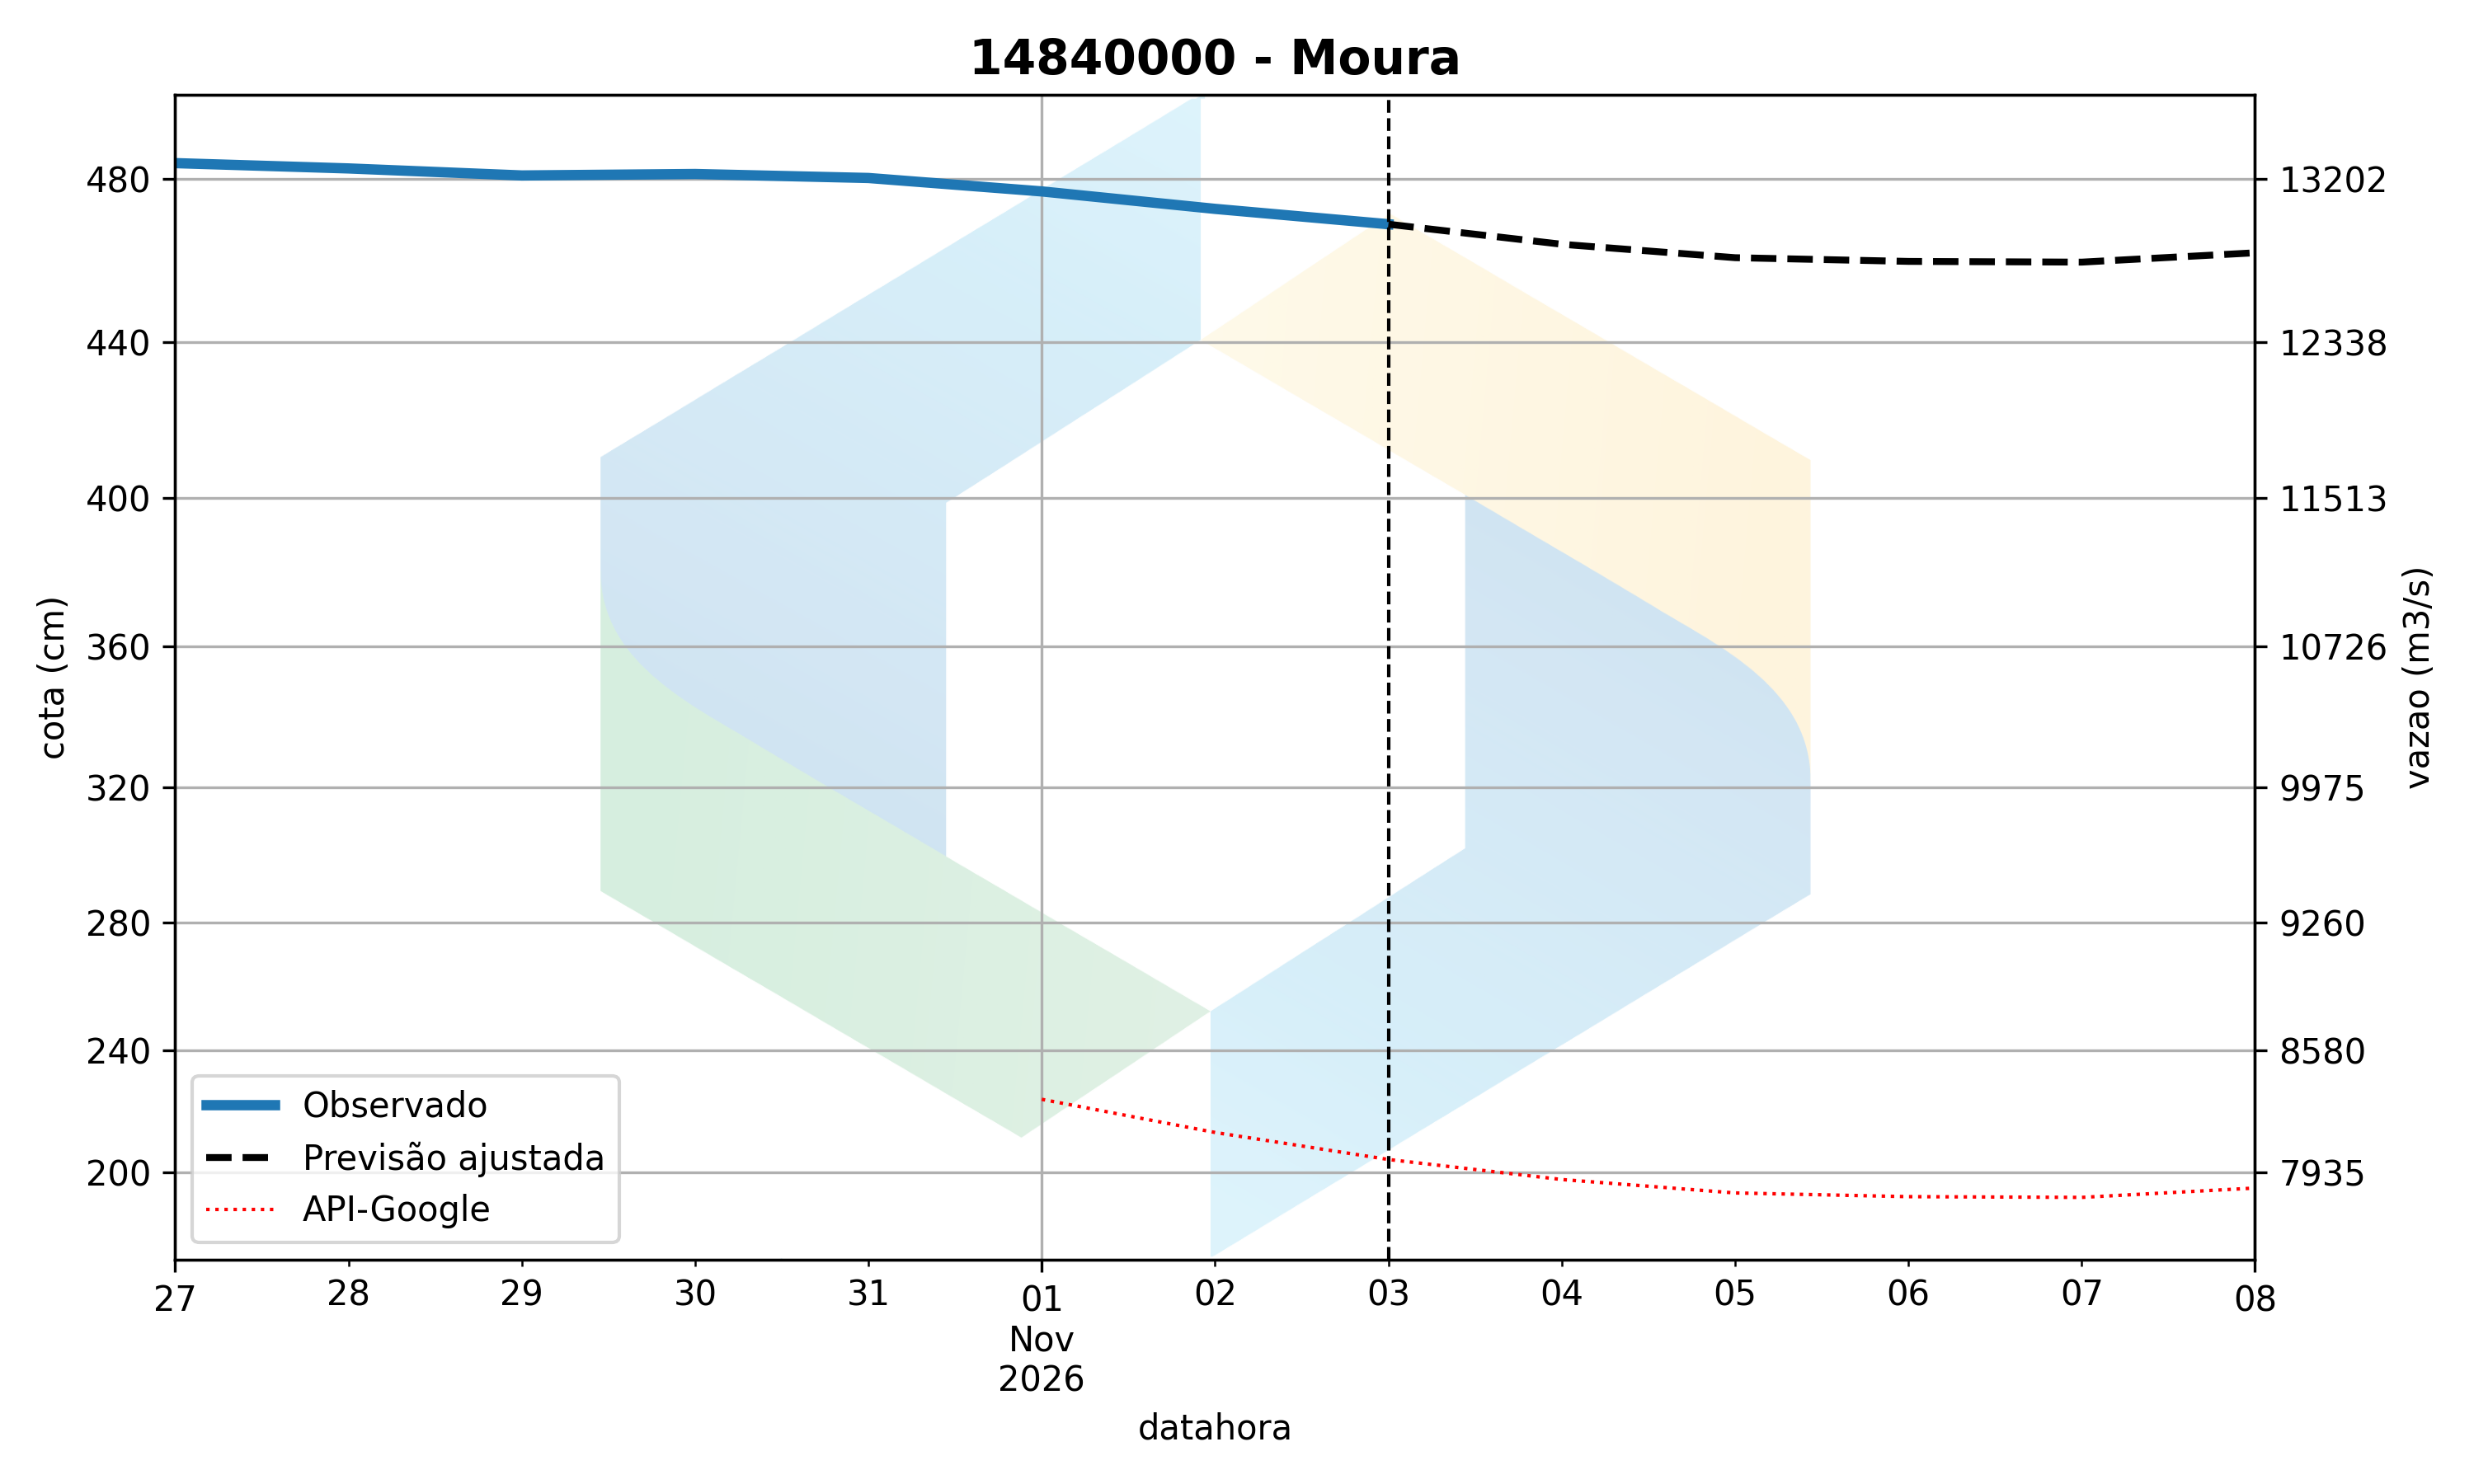 14840000 - Moura
480
440
400
360
320
280
240
200
cota (cm)
13202
12338
11513
10726
9975
9260
8580
7935
vazao (m3/s)
Observado
Previsão ajustada
API-Google
27 28 29 30 31 01 02 03 04 05 06 07 08
Nov
2026
datahora